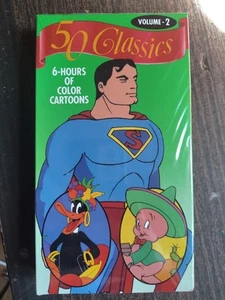 VOLUME-2
50 Classics
6-HOURS
OF
COLOR
CARTOONS
S